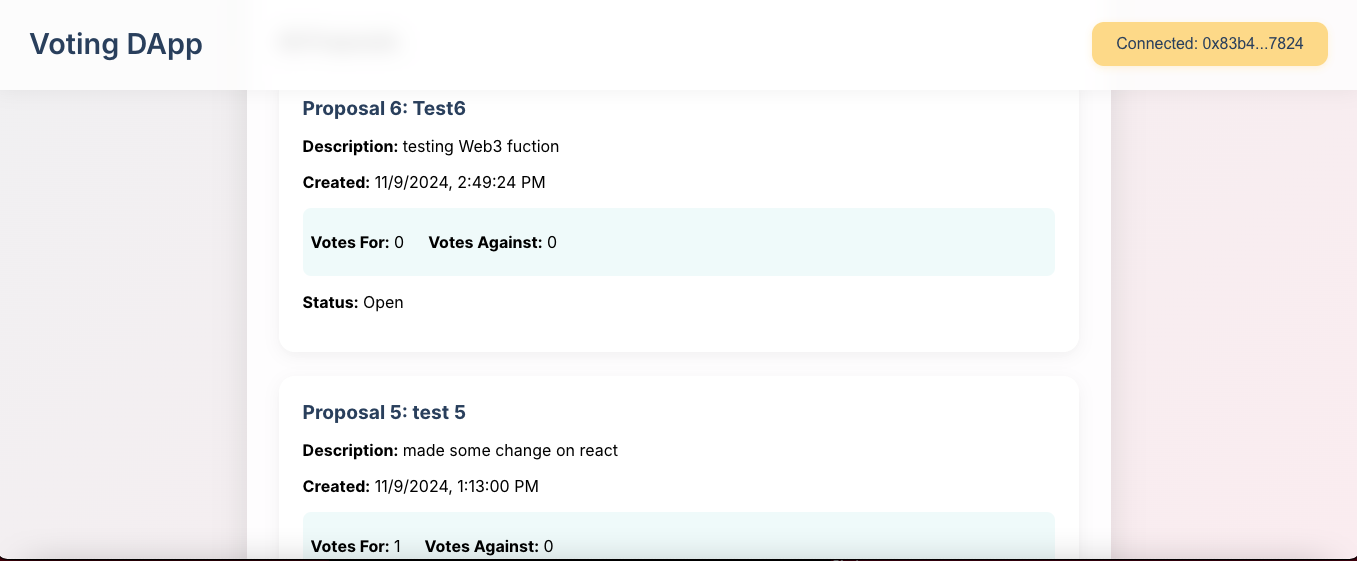 Voting DApp
Connected: 0x83b4...7824
Proposal 6: Test6
Description: testing Web3 fuction
Created: 11/9/2024, 2:49:24 PM
Votes For: 0 Votes Against: 0
Status: Open
Proposal 5: test 5
Description: made some change on react
Created: 11/9/2024, 1:13:00 PM
Votes For: 1 Votes Against: 0